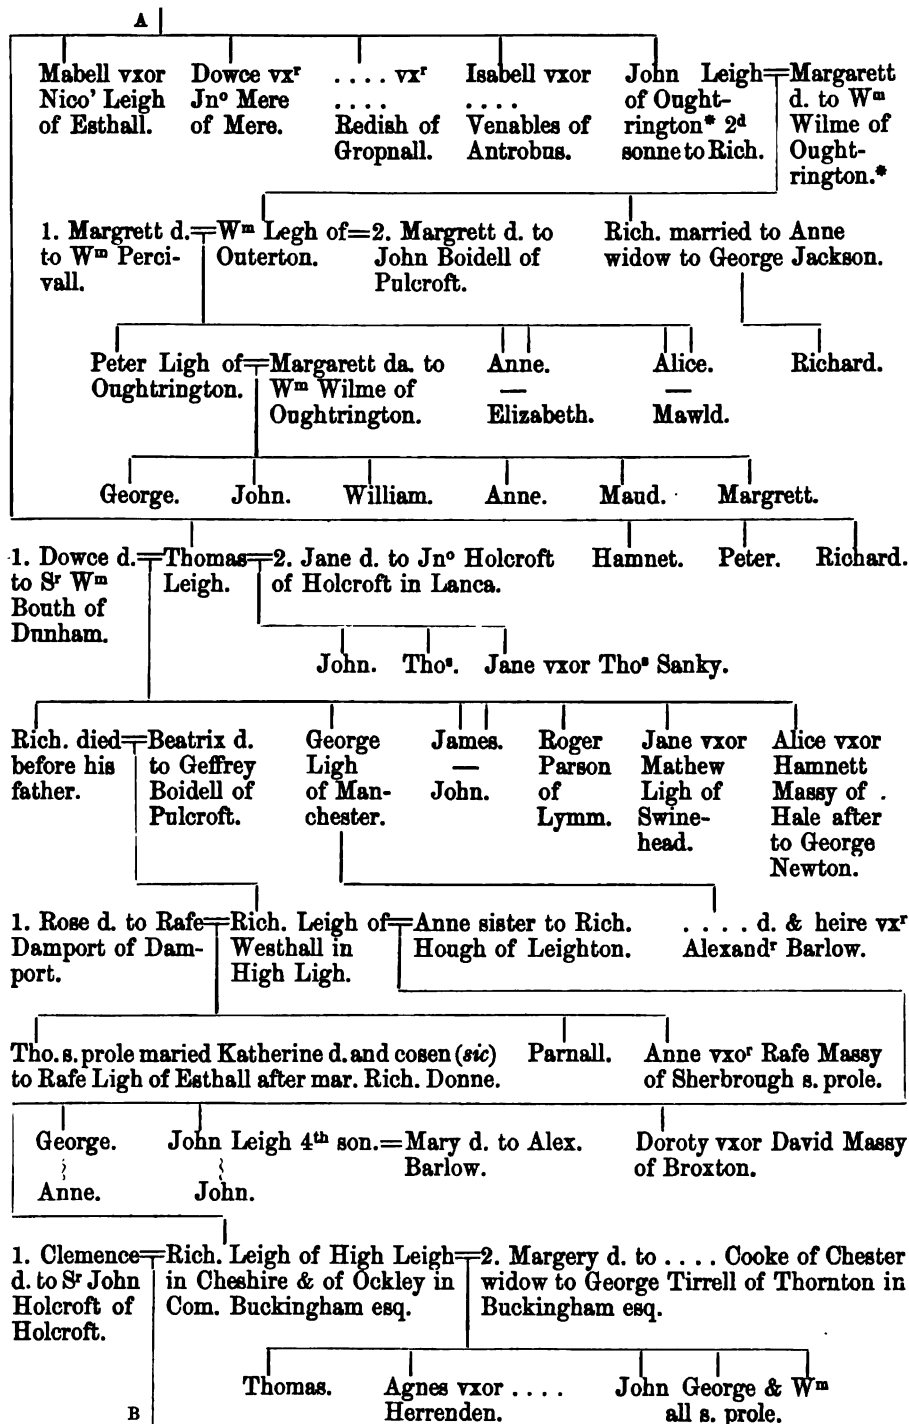 A
Mabell vxor Nico' Leigh of Esthall.
Dowce vxʳ Jnᵒ Mere of Mere.
. . . . vxʳ . . . . Redish of Gropnall.
Isabell vxor . . . . Venables of Antrobus.
John Leigh of Oughtrington* 2ᵈ sonne to Rich. = Margarett d. to Wᵐ Wilme of Oughtrington.*
1. Margrett d. to Wᵐ Percivall. = Wᵐ Legh of Outerton. = 2. Margrett d. to John Boidell of Pulcroft.
Rich. married to Anne widow to George Jackson.
Peter Ligh of Oughtrington. = Margarett da. to Wᵐ Wilme of Oughtrington.
Anne. — Elizabeth.
Alice. — Mawld.
Richard.
George. John. William. Anne. Maud. Margrett.
1. Dowce d. to Sʳ Wᵐ Bouth of Dunham. = Thomas Leigh. = 2. Jane d. to Jnᵒ Holcroft of Holcroft in Lanca.
Hamnet. Peter. Richard.
John. Thoˢ. Jane vxor Thoˢ Sanky.
Rich. died before his father. = Beatrix d. to Geffrey Boidell of Pulcroft.
George Ligh of Manchester.
James. — John.
Roger Parson of Lymm.
Jane vxor Mathew Ligh of Swinehead.
Alice vxor Hamnett Massy of Hale after to George Newton.
1. Rose d. to Rafe Damport of Damport. = Rich. Leigh of Westhall in High Ligh. = Anne sister to Rich. Hough of Leighton.
. . . . d. & heire vxʳ Alexandʳ Barlow.
Tho. s. prole maried Katherine d. and cosen (sic)
to Rafe Ligh of Esthall after mar. Rich. Donne.
Parnall.
Anne vxoʳ Rafe Massy
of Sherbrough s. prole.
George.
Anne.
John Leigh 4ᵗʰ son. = Mary d. to Alex. Barlow.
John.
Doroty vxor David Massy
of Broxton.
1. Clemence d. to Sʳ John Holcroft of Holcroft. = Rich. Leigh of High Leigh in Cheshire & of Ockley in Com. Buckingham esq. = 2. Margery d. to . . . . Cooke of Chester widow to George Tirrell of Thornton in Buckingham esq.
Thomas.
Agnes vxor . . . . Herrenden.
John George & Wᵐ
all s. prole.
B